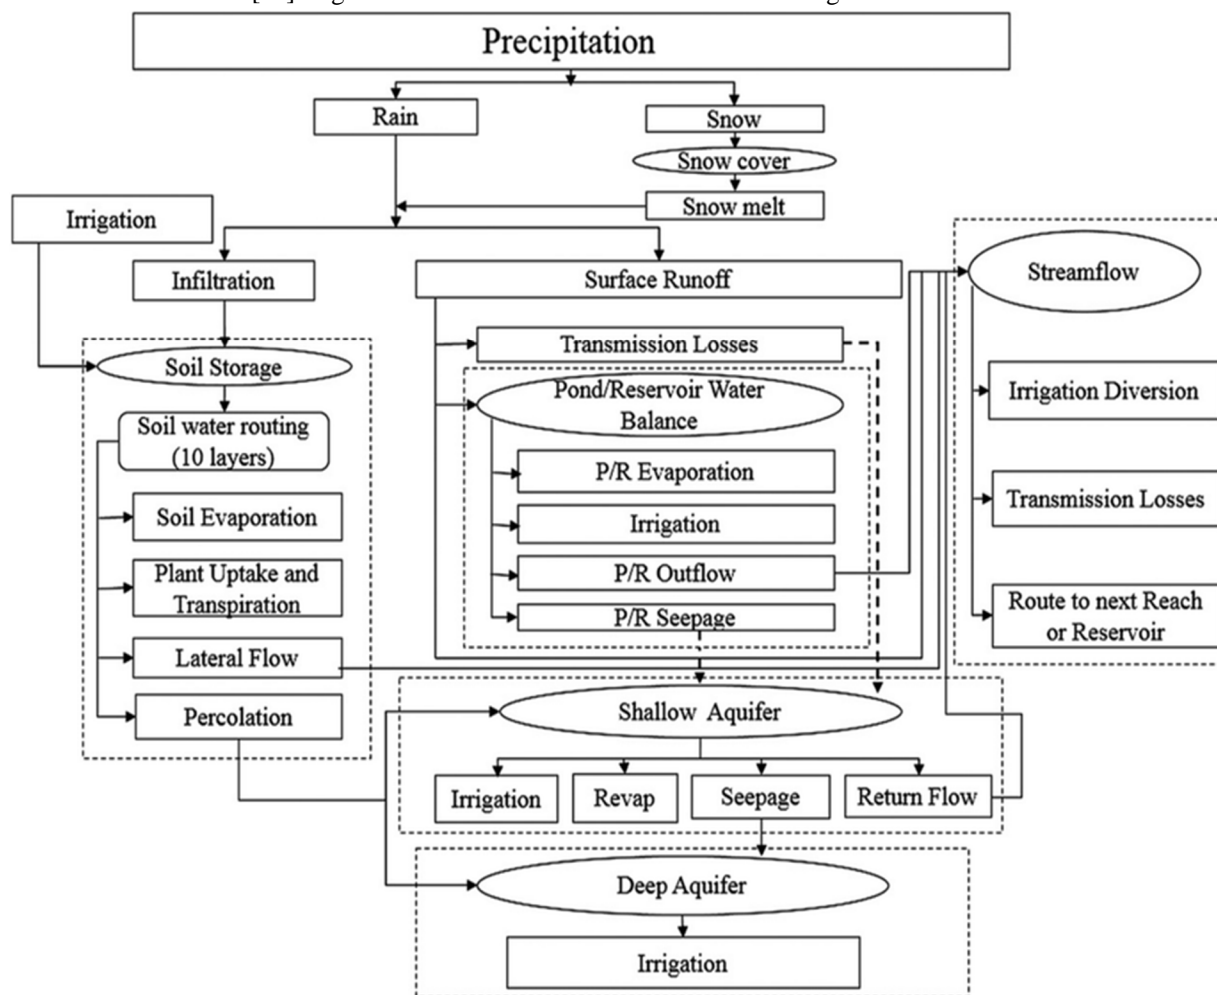 Precipitation
Rain
Snow
Snow cover
Snow melt
Irrigation
Infiltration
Surface Runoff
Streamflow
Soil Storage
Soil water routing
(10 layers)
Soil Evaporation
Plant Uptake and
Transpiration
Lateral Flow
Percolation
Transmission Losses
Pond/Reservoir Water
Balance
P/R Evaporation
Irrigation
P/R Outflow
P/R Seepage
Irrigation Diversion
Transmission Losses
Route to next Reach
or Reservoir
Shallow Aquifer
Irrigation
Revap
Seepage
Return Flow
Deep Aquifer
Irrigation